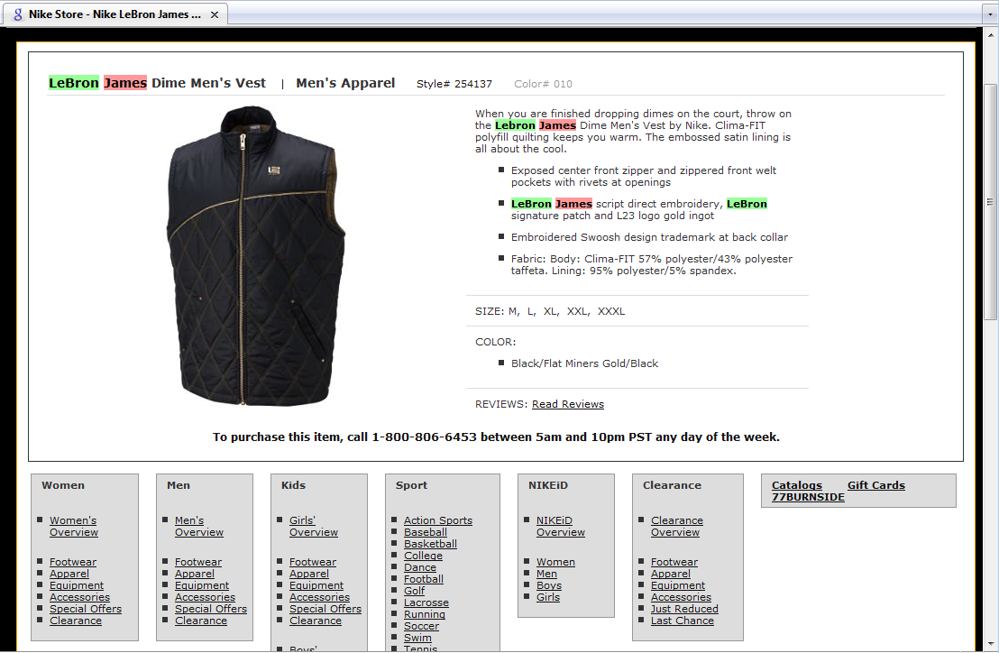 Nike Store - Nike LeBron James ...
LeBron James Dime Men's Vest | Men's Apparel Style# 254137 Color# 010
When you are finished dropping dimes on the court, throw on
the Lebron James Dime Men's Vest by Nike. Clima-FIT
polyfill quilting keeps you warm. The embossed satin lining is
all about the cool.
Exposed center front zipper and zippered front welt
pockets with rivets at openings
LeBron James script direct embroidery, LeBron
signature patch and L23 logo gold ingot
Embroidered Swoosh design trademark at back collar
Fabric: Body: Clima-FIT 57% polyester/43% polyester
taffeta. Lining: 95% polyester/5% spandex.
SIZE: M, L, XL, XXL, XXXL
COLOR:
Black/Flat Miners Gold/Black
REVIEWS: Read Reviews
To purchase this item, call 1-800-806-6453 between 5am and 10pm PST any day of the week.
Women
Women's
Overview
Footwear
Apparel
Equipment
Accessories
Special Offers
Clearance
Men
Men's
Overview
Footwear
Apparel
Equipment
Accessories
Special Offers
Clearance
Kids
Girls'
Overview
Footwear
Apparel
Equipment
Accessories
Special Offers
Clearance
Boys'
Sport
Action Sports
Baseball
Basketball
College
Dance
Football
Golf
Lacrosse
Running
Soccer
Swim
Tennis
NIKEiD
NIKEiD
Overview
Women
Men
Boys
Girls
Clearance
Clearance
Overview
Footwear
Apparel
Equipment
Accessories
Just Reduced
Last Chance
Catalogs Gift Cards
77BURNSIDE